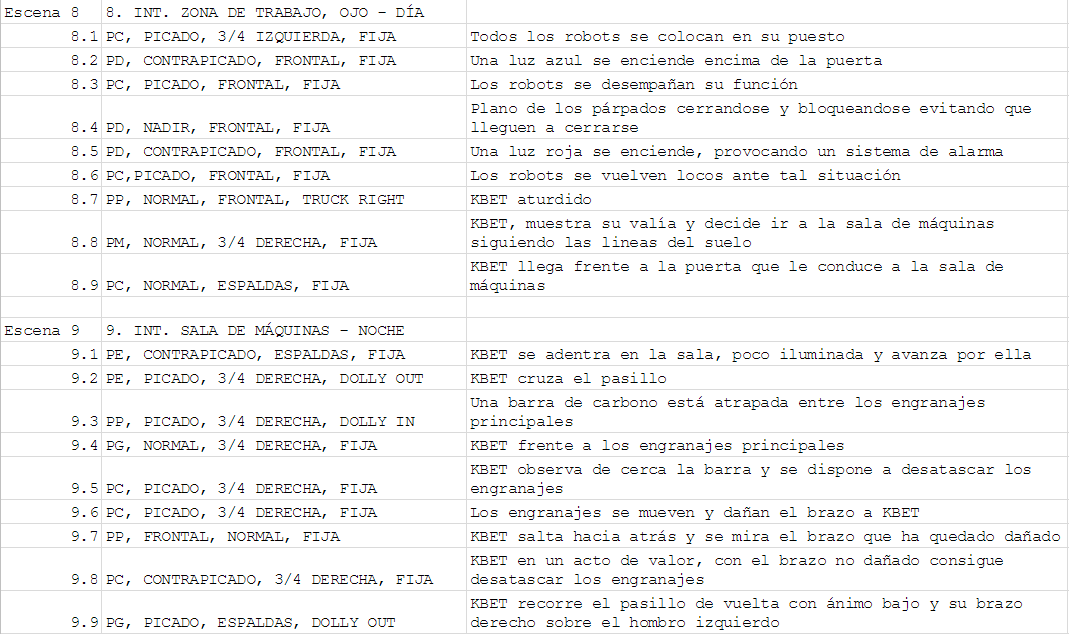 Escena 8 8. INT. ZONA DE TRABAJO, OJO - DÍA
8.1 PC, PICADO, 3/4 IZQUIERDA, FIJA Todos los robots se colocan en su puesto
8.2 PD, CONTRAPICADO, FRONTAL, FIJA Una luz azul se enciende encima de la puerta
8.3 PC, PICADO, FRONTAL, FIJA Los robots se desempañan su función
Plano de los párpados cerrandose y bloqueandose evitando que
8.4 PD, NADIR, FRONTAL, FIJA lleguen a cerrarse
8.5 PD, CONTRAPICADO, FRONTAL, FIJA Una luz roja se enciende, provocando un sistema de alarma
8.6 PC,PICADO, FRONTAL, FIJA Los robots se vuelven locos ante tal situación
8.7 PP, NORMAL, FRONTAL, TRUCK RIGHT KBET aturdido
KBET, muestra su valía y decide ir a la sala de máquinas
8.8 PM, NORMAL, 3/4 DERECHA, FIJA siguiendo las lineas del suelo
KBET llega frente a la puerta que le conduce a la sala de
8.9 PC, NORMAL, ESPALDAS, FIJA máquinas
Escena 9 9. INT. SALA DE MÁQUINAS - NOCHE
9.1 PE, CONTRAPICADO, ESPALDAS, FIJA KBET se adentra en la sala, poco iluminada y avanza por ella
9.2 PE, PICADO, 3/4 DERECHA, DOLLY OUT KBET cruza el pasillo
Una barra de carbono está atrapada entre los engranajes
9.3 PP, PICADO, 3/4 DERECHA, DOLLY IN principales
9.4 PG, NORMAL, 3/4 DERECHA, FIJA KBET frente a los engranajes principales
KBET observa de cerca la barra y se dispone a desatascar los
9.5 PC, PICADO, 3/4 DERECHA, FIJA engranajes
9.6 PC, PICADO, 3/4 DERECHA, FIJA Los engranajes se mueven y dañan el brazo a KBET
9.7 PP, FRONTAL, NORMAL, FIJA KBET salta hacia atrás y se mira el brazo que ha quedado dañado
KBET en un acto de valor, con el brazo no dañado consigue
9.8 PC, CONTRAPICADO, 3/4 DERECHA, FIJA desatascar los engranajes
KBET recorre el pasillo de vuelta con ánimo bajo y su brazo
9.9 PG, PICADO, ESPALDAS, DOLLY OUT derecho sobre el hombro izquierdo